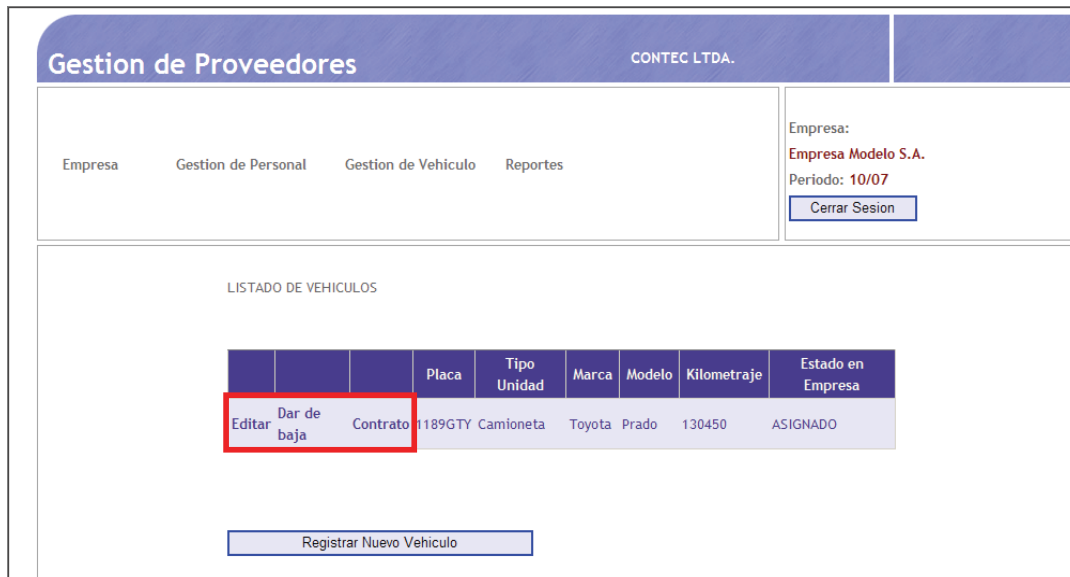 Gestion de Proveedores
CONTEC LTDA.
Empresa
Gestion de Personal
Gestion de Vehiculo
Reportes
Empresa:
Empresa Modelo S.A.
Periodo: 10/07
Cerrar Sesion
LISTADO DE VEHICULOS
Placa
Tipo
Unidad
Marca
Modelo
Kilometraje
Estado en
Empresa
Editar
Dar de
baja
Contrato
1189GTY
Camioneta
Toyota
Prado
130450
ASIGNADO
Registrar Nuevo Vehiculo